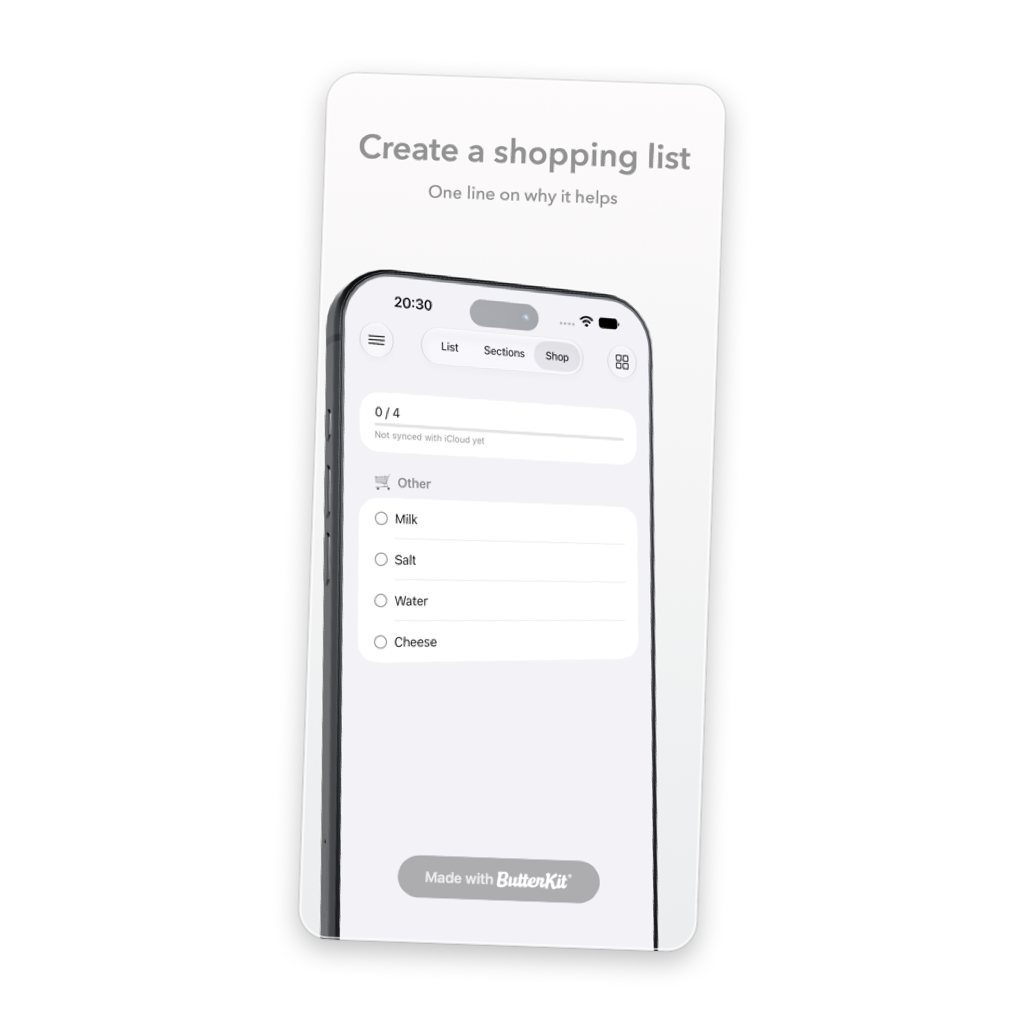 Create a shopping list
One line on why it helps
20:30
List Sections Shop
0 / 4
Not synced with iCloud yet
Other
Milk
Salt
Water
Cheese
Made with ButterKit